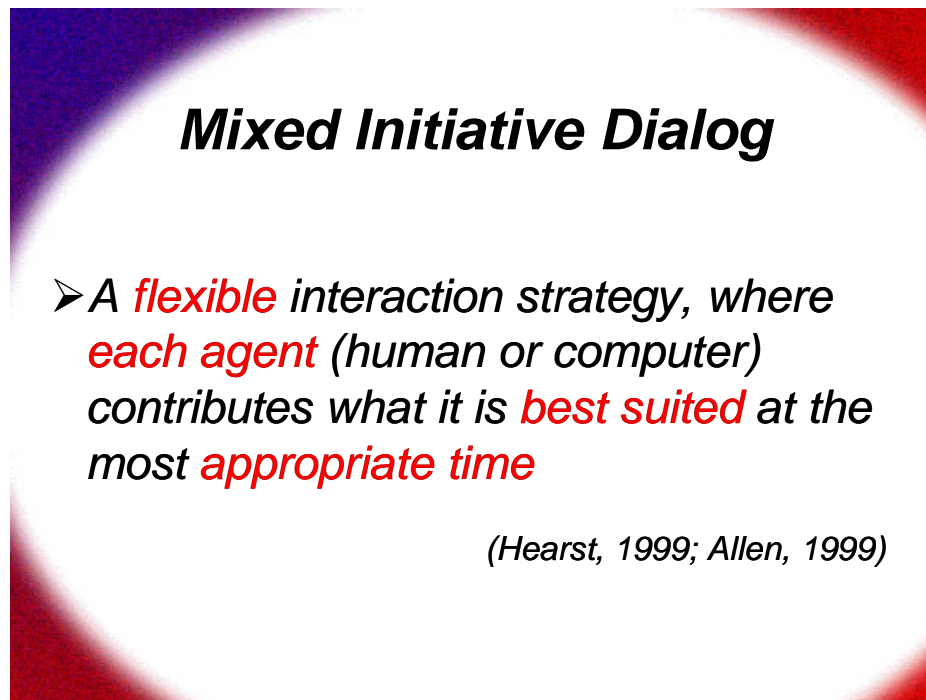 Mixed Initiative Dialog
➢A flexible interaction strategy, where
each agent (human or computer)
contributes what it is best suited at the
most appropriate time
(Hearst, 1999; Allen, 1999)